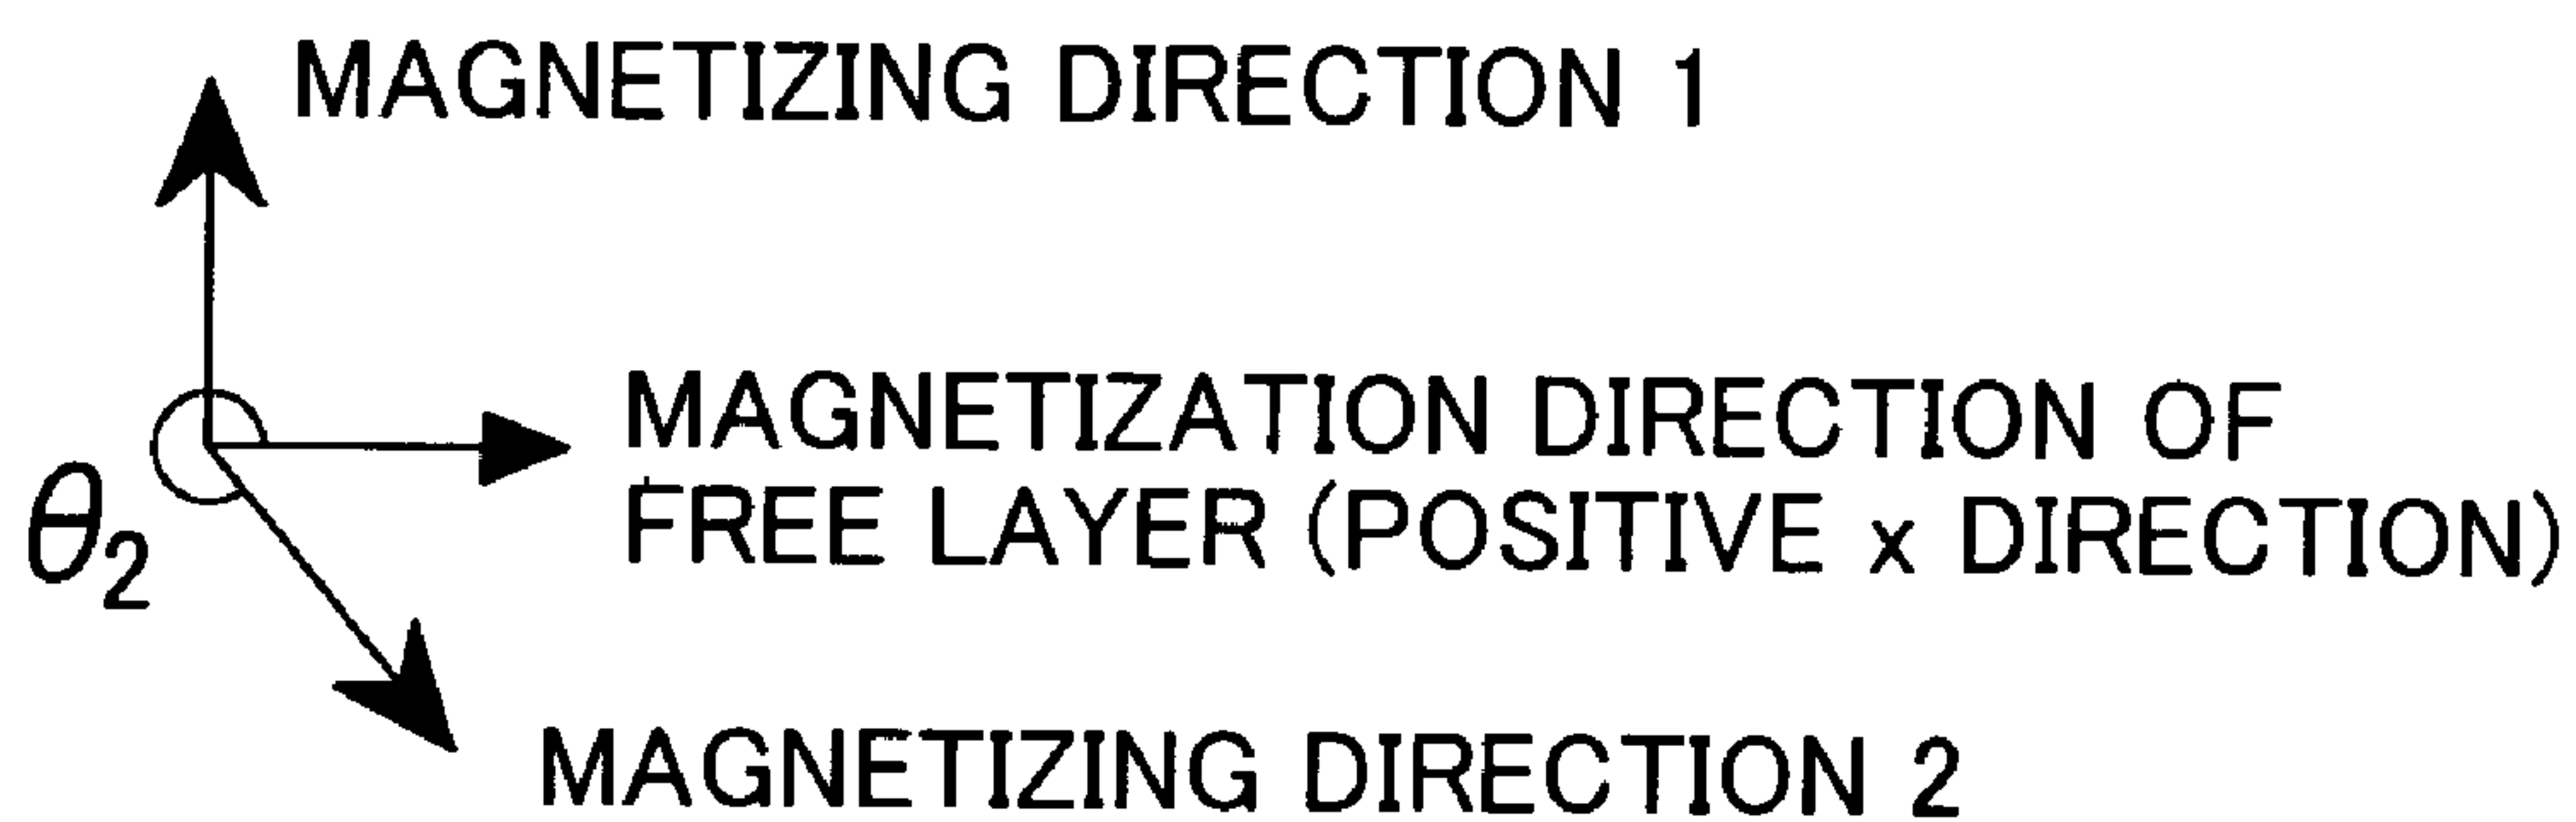 MAGNETIZING DIRECTION 1
MAGNETIZATION DIRECTION OF
FREE LAYER (POSITIVE x DIRECTION)
θ2
MAGNETIZING DIRECTION 2